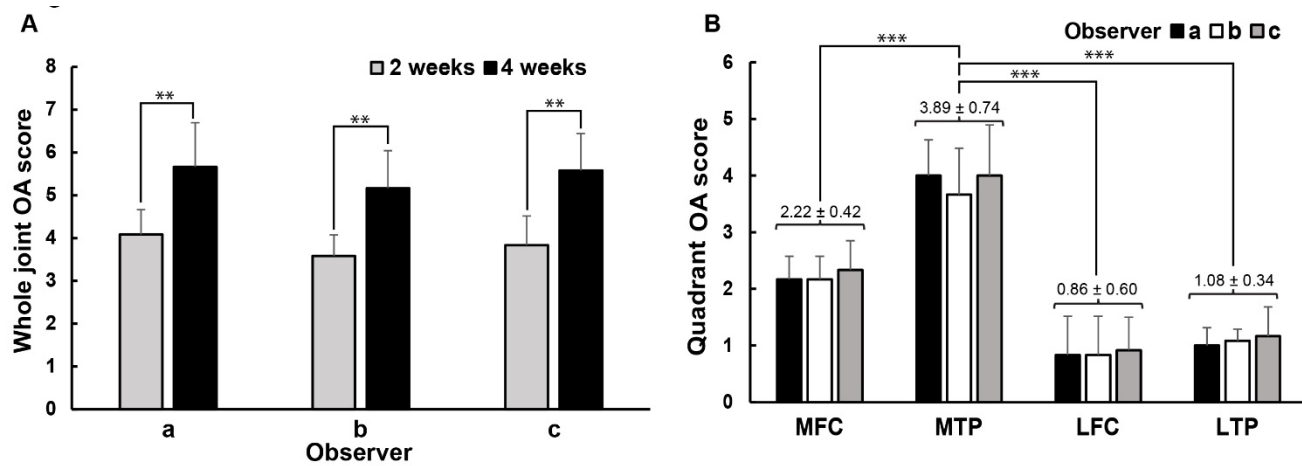 A
Whole joint OA score
8
7
6
5
4
3
2
1
0
2 weeks 4 weeks
**
**
**
a b c
Observer
B
Quadrant OA score
6
5
4
3
2
1
0
Observer a b c
***
***
***
3.89 ± 0.74
2.22 ± 0.42
0.86 ± 0.60
1.08 ± 0.34
MFC MTP LFC LTP